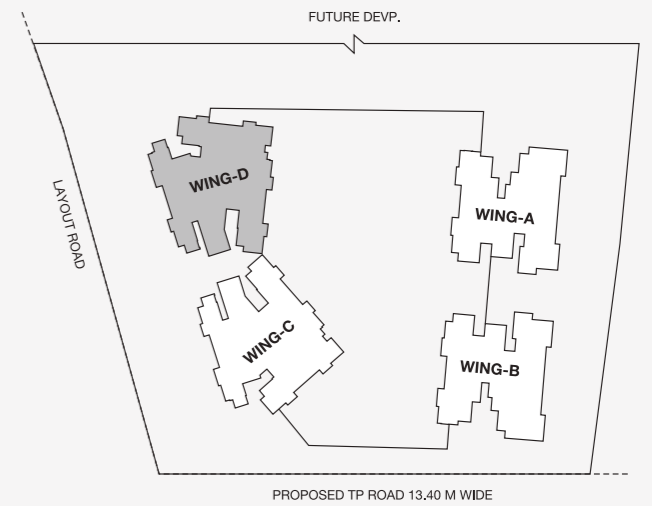 FUTURE DEVP.
WING-D
LAYOUT ROAD
WING-A
WING-C
WING-B
PROPOSED TP ROAD 13.40 M WIDE